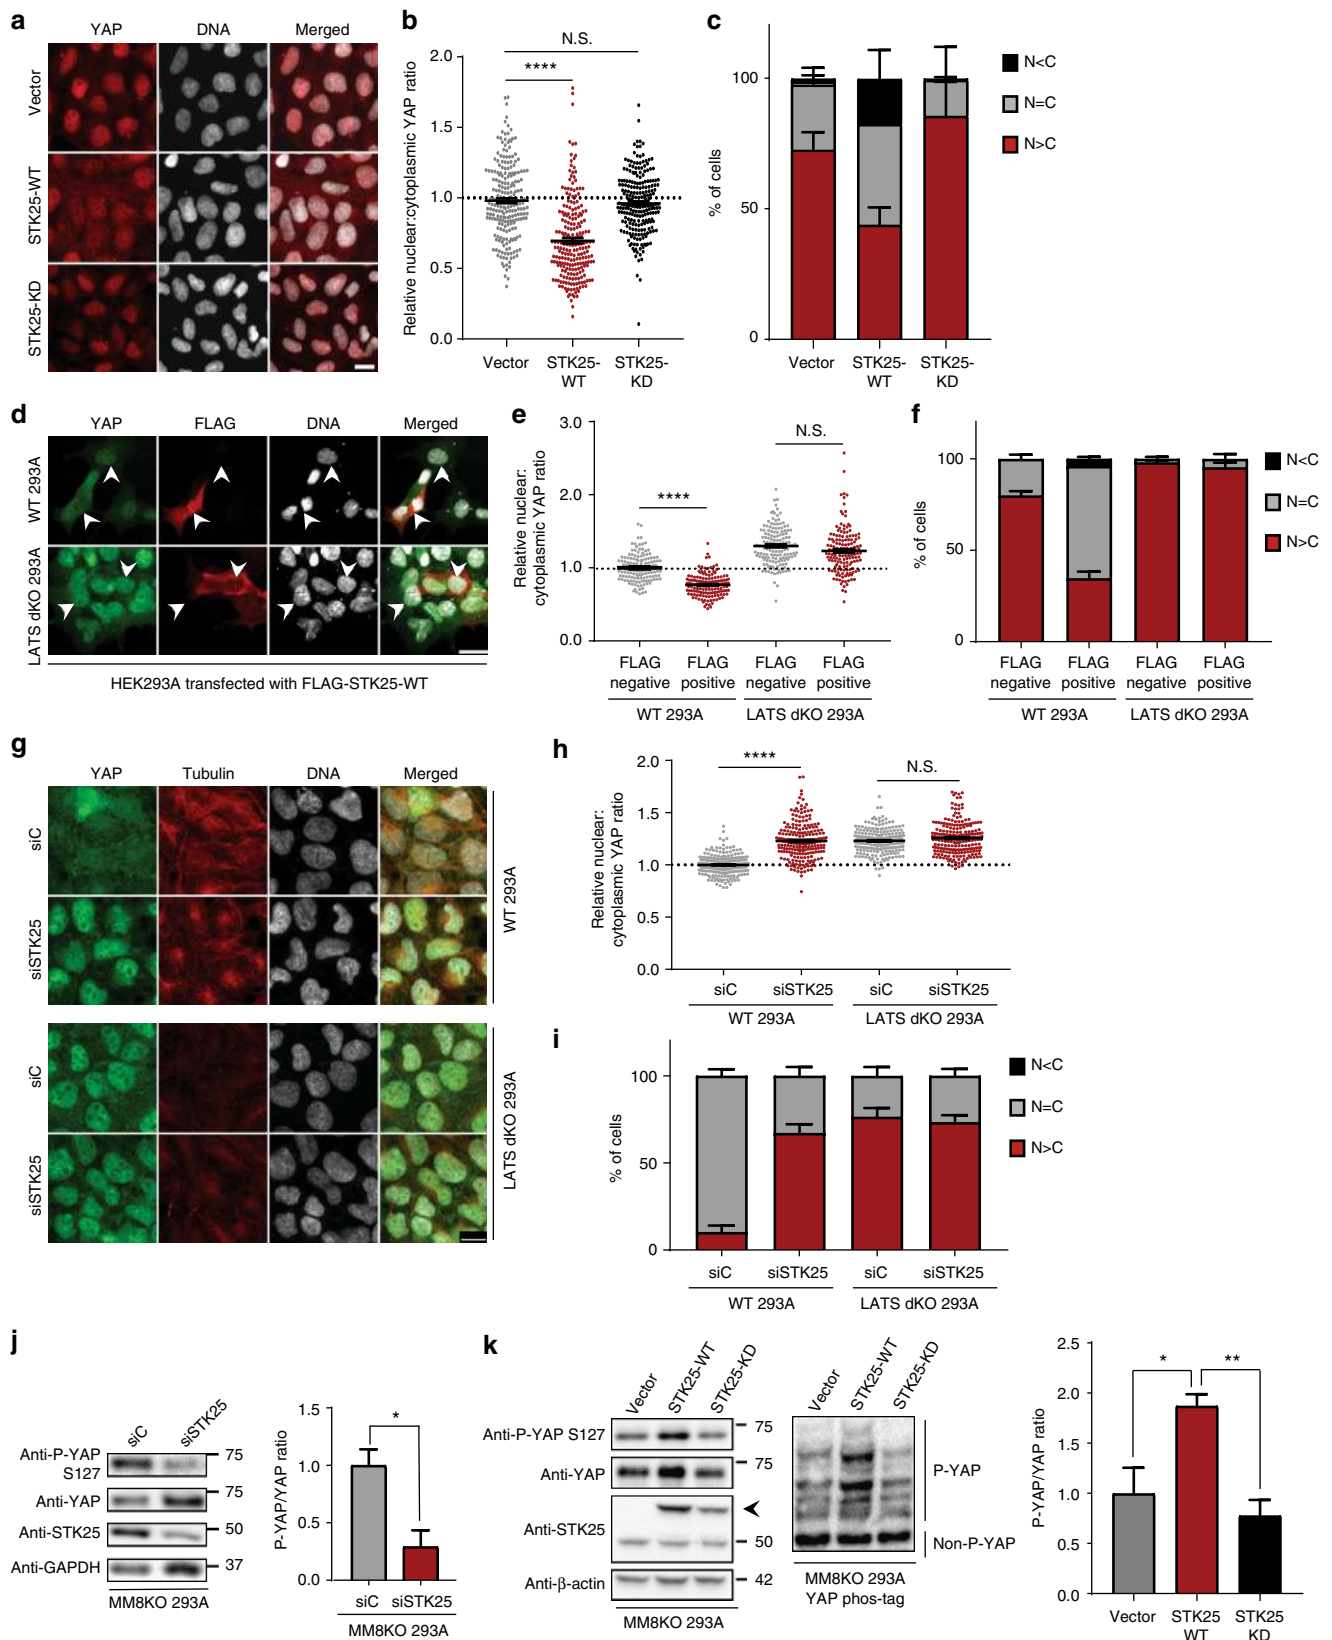 a
YAP DNA Merged
Vector
STK25-WT
STK25-KD
b
N.S.
****
Relative nuclear:cytoplasmic YAP ratio
2.0
1.5
1.0
0.5
0.0
Vector STK25-WT STK25-KD
c
% of cells
100
50
0
Vector STK25-WT STK25-KD
N<C
N=C
N>C
d
YAP FLAG DNA Merged
WT 293A
LATS dKO 293A
HEK293A transfected with FLAG-STK25-WT
e
Relative nuclear:
cytoplasmic YAP ratio
3.0
2.0
1.0
0.0
****
N.S.
FLAG negative FLAG positive FLAG negative FLAG positive
WT 293A LATS dKO 293A
f
% of cells
100
50
0
FLAG negative FLAG positive FLAG negative FLAG positive
WT 293A LATS dKO 293A
N<C
N=C
N>C
g
YAP Tubulin DNA Merged
siC
siSTK25
WT 293A
siC
siSTK25
LATS dKO 293A
h
Relative nuclear:
cytoplasmic YAP ratio
2.0
1.5
1.0
0.5
0.0
****
N.S.
siC siSTK25 siC siSTK25
WT 293A LATS dKO 293A
i
% of cells
100
50
0
siC siSTK25 siC siSTK25
WT 293A LATS dKO 293A
N<C
N=C
N>C
j
siC siSTK25
Anti-P-YAP S127 75
Anti-YAP 75
Anti-STK25 50
Anti-GAPDH 37
MM8KO 293A
P-YAP/YAP ratio
1.5
1.0
0.5
0.0
*
siC siSTK25
MM8KO 293A
k
Vector STK25-WT STK25-KD
Anti-P-YAP S127 75
Anti-YAP 75
Anti-STK25 50
Anti-β-actin 42
MM8KO 293A
Vector STK25-WT STK25-KD
P-YAP
Non-P-YAP
MM8KO 293A
YAP phos-tag
P-YAP/YAP ratio
2.5
2.0
1.5
1.0
0.5
0.0
* **
Vector STK25 WT STK25 KD